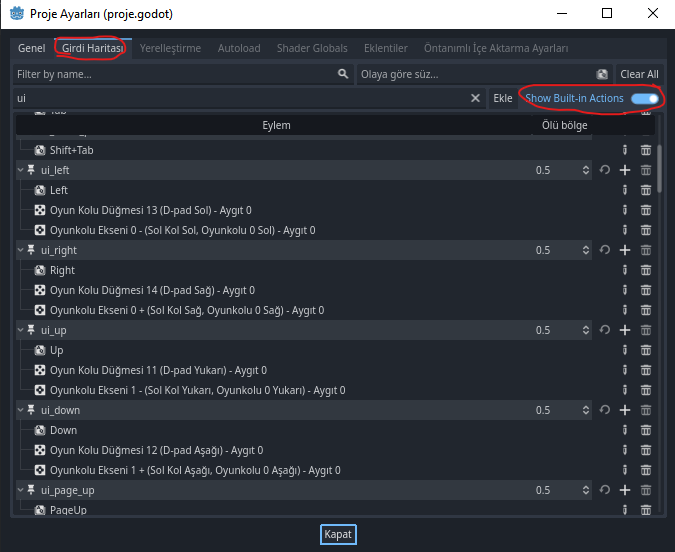 Proje Ayarları (proje.godot)
Genel Girdi Haritası Yerelleştirme Autoload Shader Globals Eklentiler Öntanımlı İçe Aktarma Ayarları
Filter by name... Olaya göre süz... Clear All
ui Ekle Show Built-in Actions
Eylem Ölü bölge
Shift+Tab
ui_left 0.5
Left
Oyun Kolu Düğmesi 13 (D-pad Sol) - Aygıt 0
Oyunkolu Ekseni 0 - (Sol Kol Sol, Oyunkolu 0 Sol) - Aygıt 0
ui_right 0.5
Right
Oyun Kolu Düğmesi 14 (D-pad Sağ) - Aygıt 0
Oyunkolu Ekseni 0 + (Sol Kol Sağ, Oyunkolu 0 Sağ) - Aygıt 0
ui_up 0.5
Up
Oyun Kolu Düğmesi 11 (D-pad Yukarı) - Aygıt 0
Oyunkolu Ekseni 1 - (Sol Kol Yukarı, Oyunkolu 0 Yukarı) - Aygıt 0
ui_down 0.5
Down
Oyun Kolu Düğmesi 12 (D-pad Aşağı) - Aygıt 0
Oyunkolu Ekseni 1 + (Sol Kol Aşağı, Oyunkolu 0 Aşağı) - Aygıt 0
ui_page_up 0.5
PageUp
Kapat